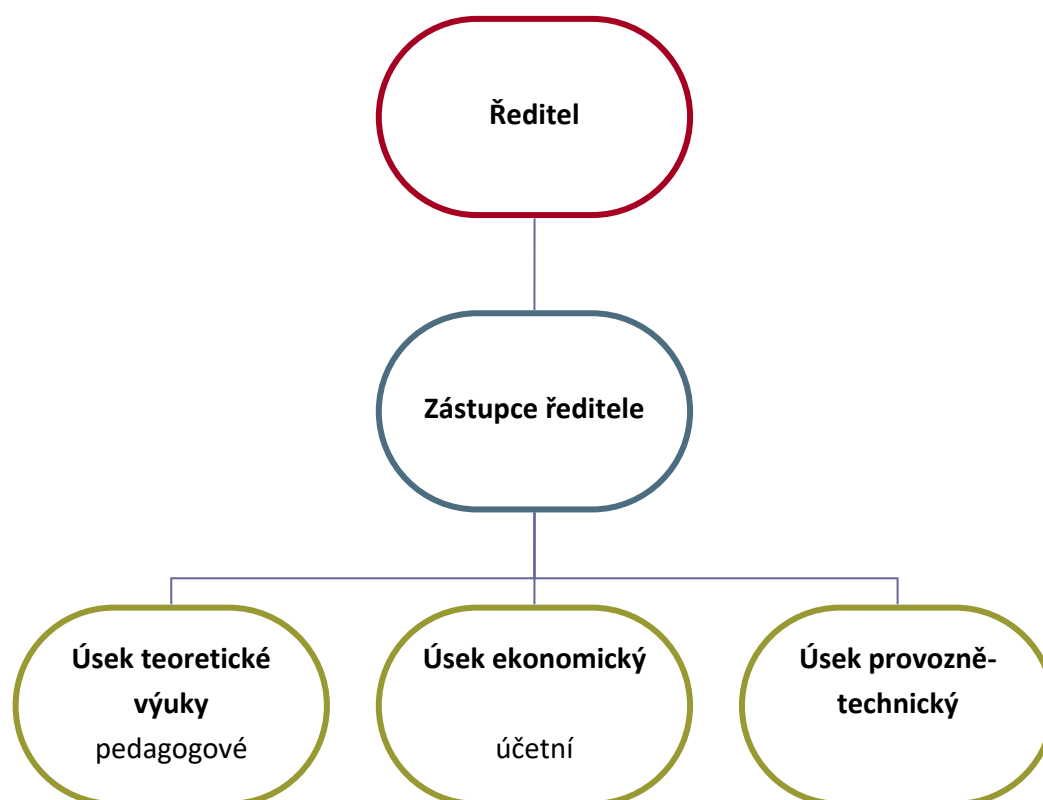 Ředitel
Zástupce ředitele
Úsek teoretické
výuky
pedagogové
Úsek ekonomický
účetní
Úsek provozně-
technický